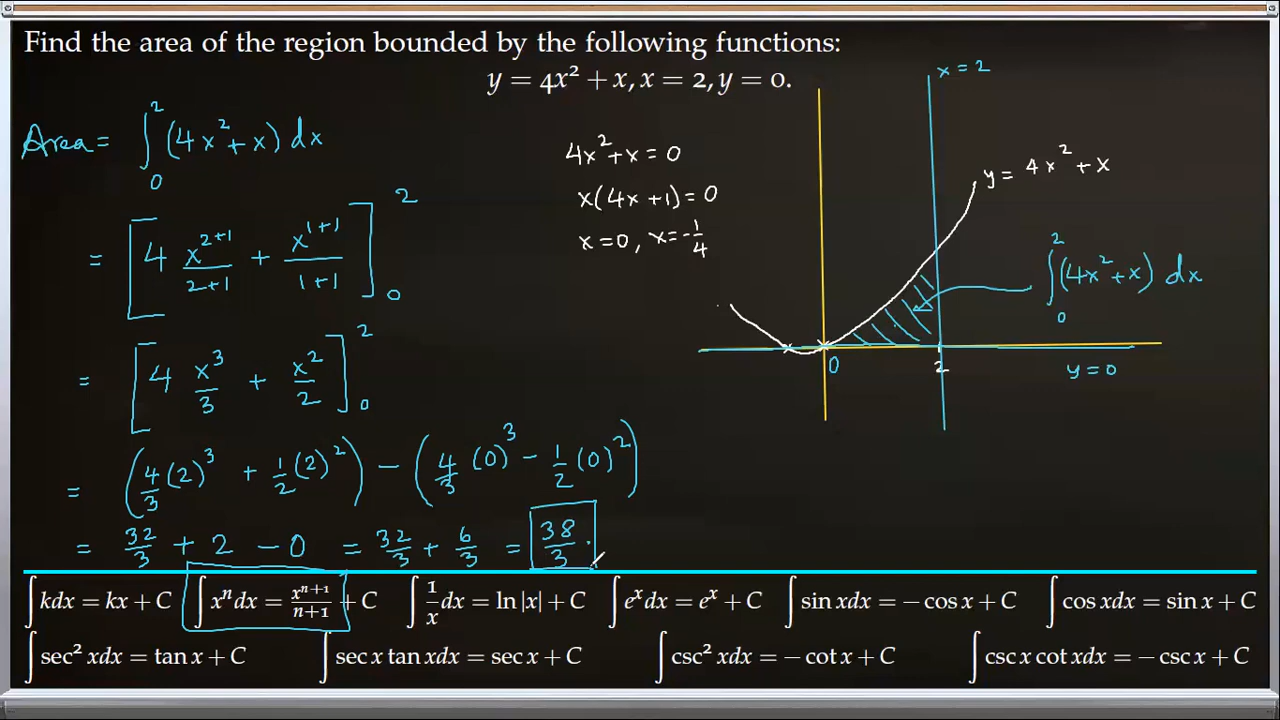 Find the area of the region bounded by the following functions:
y = 4x² + x, x = 2, y = 0.
Area = ∫₀² (4x² + x) dx
= [4 x²⁺¹/2+1 + x¹⁺¹/1+1]₀²
= [4 x³/3 + x²/2]₀²
= (4/3 (2)³ + 1/2 (2)²) − (4/3 (0)³ − 1/2 (0)²)
= 32/3 + 2 − 0 = 32/3 + 6/3 = 38/3.
4x² + x = 0
x(4x + 1) = 0
x = 0, x = -1/4
x = 2
y = 4x² + x
∫₀² (4x² + x) dx
0
2
y = 0
∫kdx = kx + C ∫xⁿdx = xⁿ⁺¹/n+1 + C ∫1/x dx = ln |x| + C ∫eˣdx = eˣ + C ∫sin xdx = − cos x + C ∫cos xdx = sin x + C
∫sec² xdx = tan x + C ∫sec x tan xdx = sec x + C ∫csc² xdx = − cot x + C ∫csc x cot xdx = − csc x + C